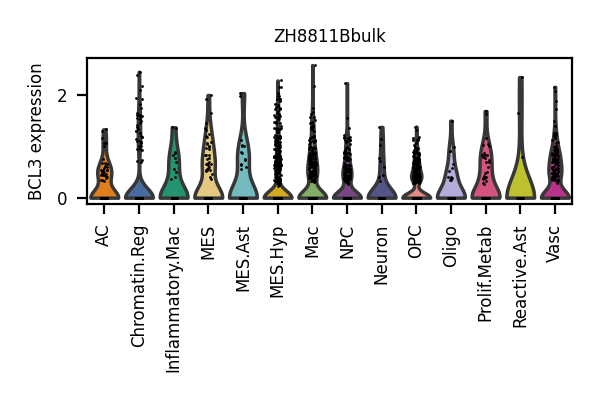 ZH8811Bbulk
BCL3 expression
2
0
AC
Chromatin.Reg
Inflammatory.Mac
MES
MES.Ast
MES.Hyp
Mac
NPC
Neuron
OPC
Oligo
Prolif.Metab
Reactive.Ast
Vasc